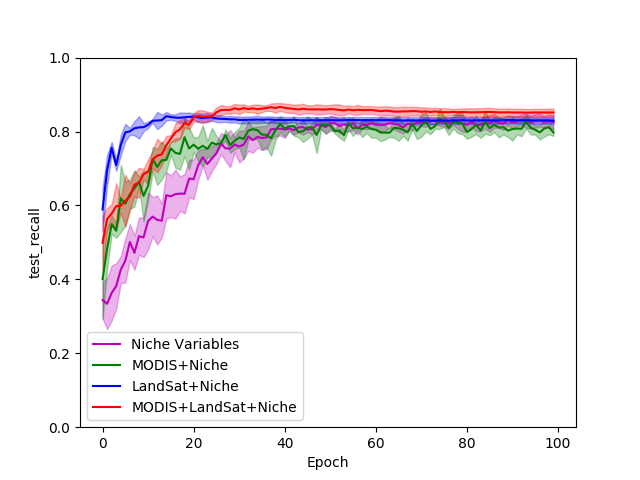 1.0
0.8
0.6
0.4
0.2
0.0
test_recall
Niche Variables
MODIS+Niche
LandSat+Niche
MODIS+LandSat+Niche
0 20 40 60 80 100
Epoch